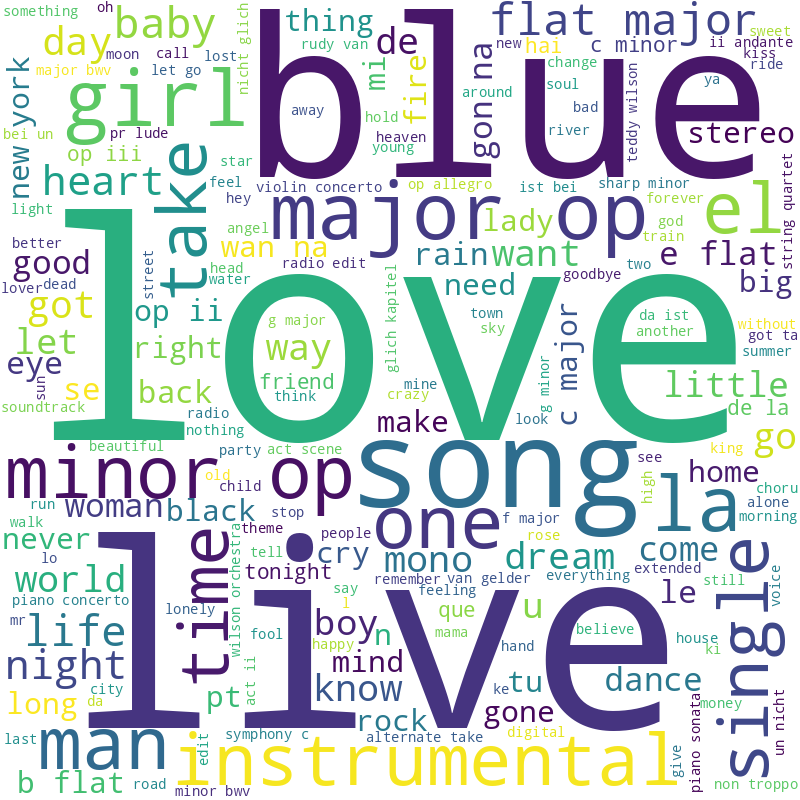 something
oh
baby
thing
flat major
sweet
day
rudy van
de
new
hai
c minor
ii andante
kiss
major bwv
moon
call
lost
nicht glich
mi
fire
gonna
change
ride
let go
soul
ya
new york
girl
blue
around
teddy wilson
away
hold
bad
bei un
pr lude
heaven
river
stereo
op iii
take
young
string quartet
star
heart
feel
violin concerto
op allegro
ist bei
sharp minor
forever
hey
light
angel
major op
lady
el
god
train
better
wan na
rain
want
e flat
good
street
head
radio edit
need
goodbye
two
big
lover
dead
water
love
glich kapitel
town
got
op ii
g major
sky
c major
da ist
another
without
let
right
way
got ta
summer
eye
sun
friend
mine
g minor
se
back
think
crazy
little
soundtrack
radio
nothing
make
look
de la
go
beautiful
party
act scene
song
king
minor op
old
see
high
home
choru
run
child
stop
one
la
alone
morning
woman
black
theme
people
f major
rose
walk
never
time
wilson orchestra
tell
cry
mono
dream
come
extended
lo
tonight
remember
van gelder
everything
still
world
say
feeling
le
single
voice
piano concerto
lonely
l
que
u
mr
life
live
boy
n
mama
believe
house
fool
happy
hand
ki
night
act ii
mind
tu
dance
long
da
pt
know
ke
gone
money
city
rock
piano sonata
un nicht
last
man
symphony c
alternate take
digital
edit
instrumental
give
b flat
road
minor bwv
non troppo